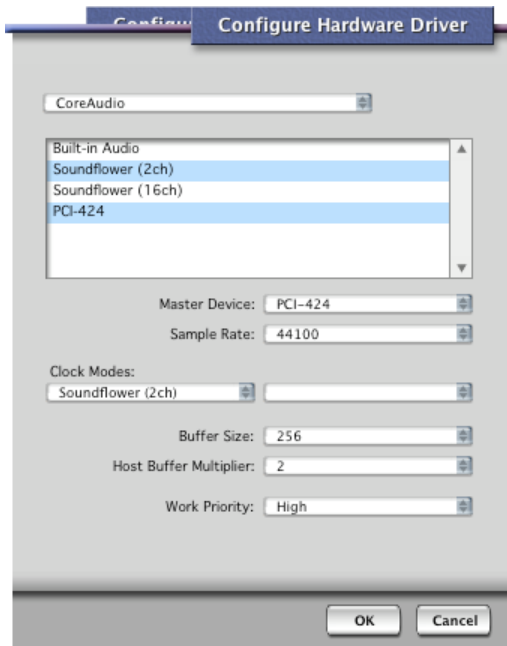 Configure Hardware Driver
CoreAudio
Built-in Audio
Soundflower (2ch)
Soundflower (16ch)
PCI-424
Master Device: PCI-424
Sample Rate: 44100
Clock Modes:
Soundflower (2ch)
Buffer Size: 256
Host Buffer Multiplier: 2
Work Priority: High
OK Cancel